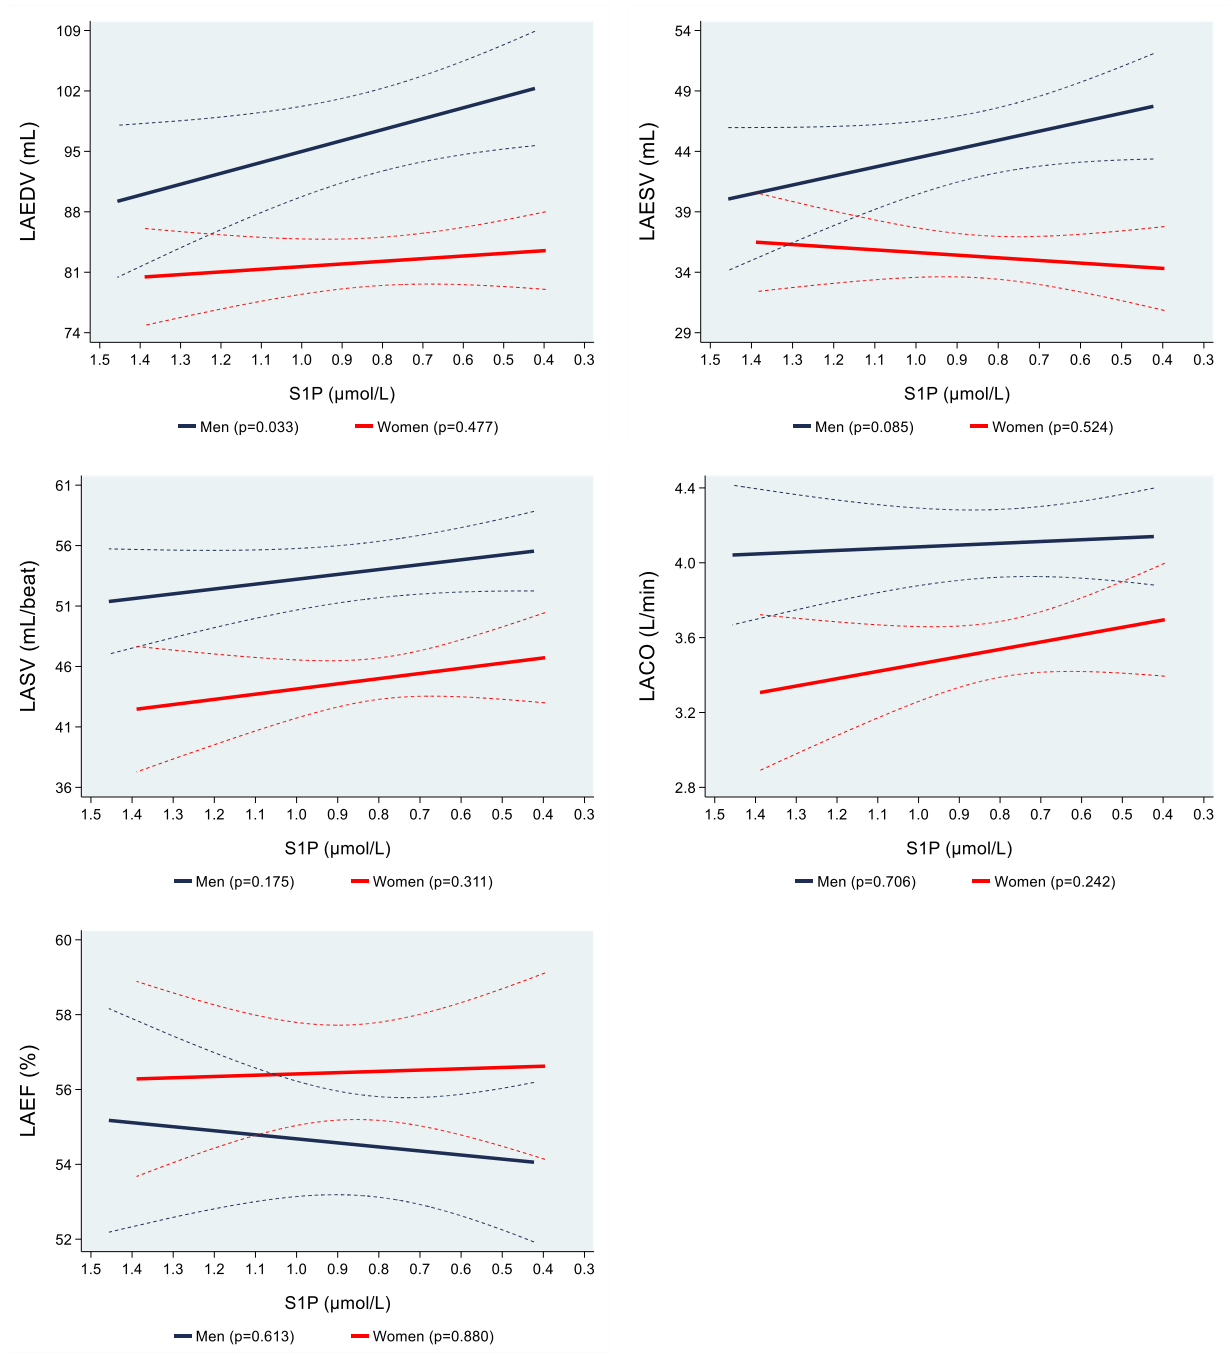 109
102
95
88
81
74
LAEDV (mL)
1.5 1.4 1.3 1.2 1.1 1.0 0.9 0.8 0.7 0.6 0.5 0.4 0.3
S1P (µmol/L)
Men (p=0.033) Women (p=0.477)
54
49
44
39
34
29
LAESV (mL)
1.5 1.4 1.3 1.2 1.1 1.0 0.9 0.8 0.7 0.6 0.5 0.4 0.3
S1P (µmol/L)
Men (p=0.085) Women (p=0.524)
61
56
51
46
41
36
LASV (mL/beat)
1.5 1.4 1.3 1.2 1.1 1.0 0.9 0.8 0.7 0.6 0.5 0.4 0.3
S1P (µmol/L)
Men (p=0.175) Women (p=0.311)
4.4
4.0
3.6
3.2
2.8
LACO (L/min)
1.5 1.4 1.3 1.2 1.1 1.0 0.9 0.8 0.7 0.6 0.5 0.4 0.3
S1P (µmol/L)
Men (p=0.706) Women (p=0.242)
60
58
56
54
52
LAEF (%)
1.5 1.4 1.3 1.2 1.1 1.0 0.9 0.8 0.7 0.6 0.5 0.4 0.3
S1P (µmol/L)
Men (p=0.613) Women (p=0.880)